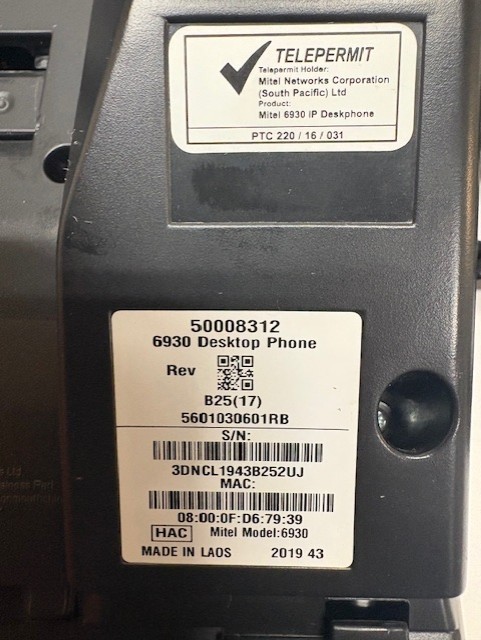 TELEPERMIT
Telepermit Holder:
Mitel Networks Corporation
(South Pacific) Ltd
Product:
Mitel 6930 IP Deskphone
PTC 220 / 16 / 031
50008312
6930 Desktop Phone
Rev
B25(17)
5601030601RB
S/N:
3DNCL1943B252UJ
MAC:
08:00:0F:D6:79:39
HAC Mitel Model:6930
MADE IN LAOS 2019 43